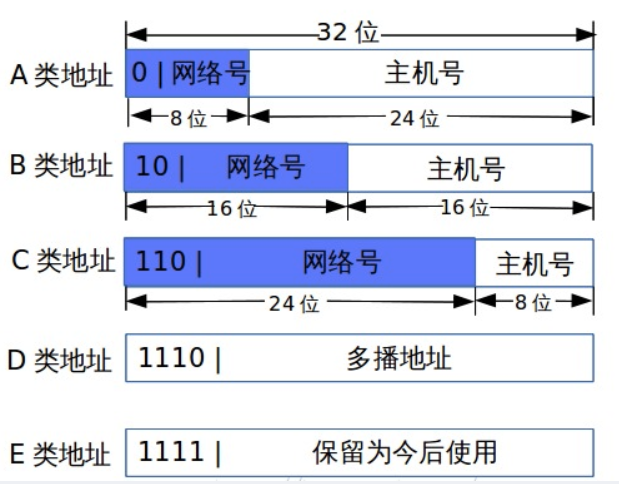 32 位
A 类地址 0 | 网络号 主机号
8 位 24 位
B 类地址 10 | 网络号 主机号
16 位 16 位
C 类地址 110 | 网络号 主机号
24 位 8 位
D 类地址 1110 | 多播地址
E 类地址 1111 | 保留为今后使用